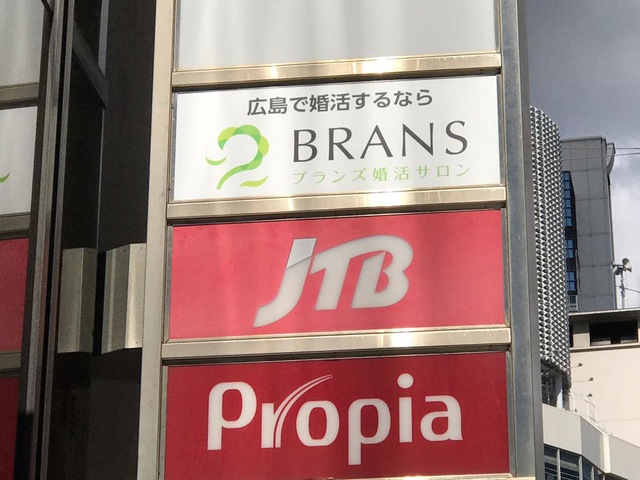 広島で婚活するなら
BRANS
ブランズ婚活サロン
JTB
Propia